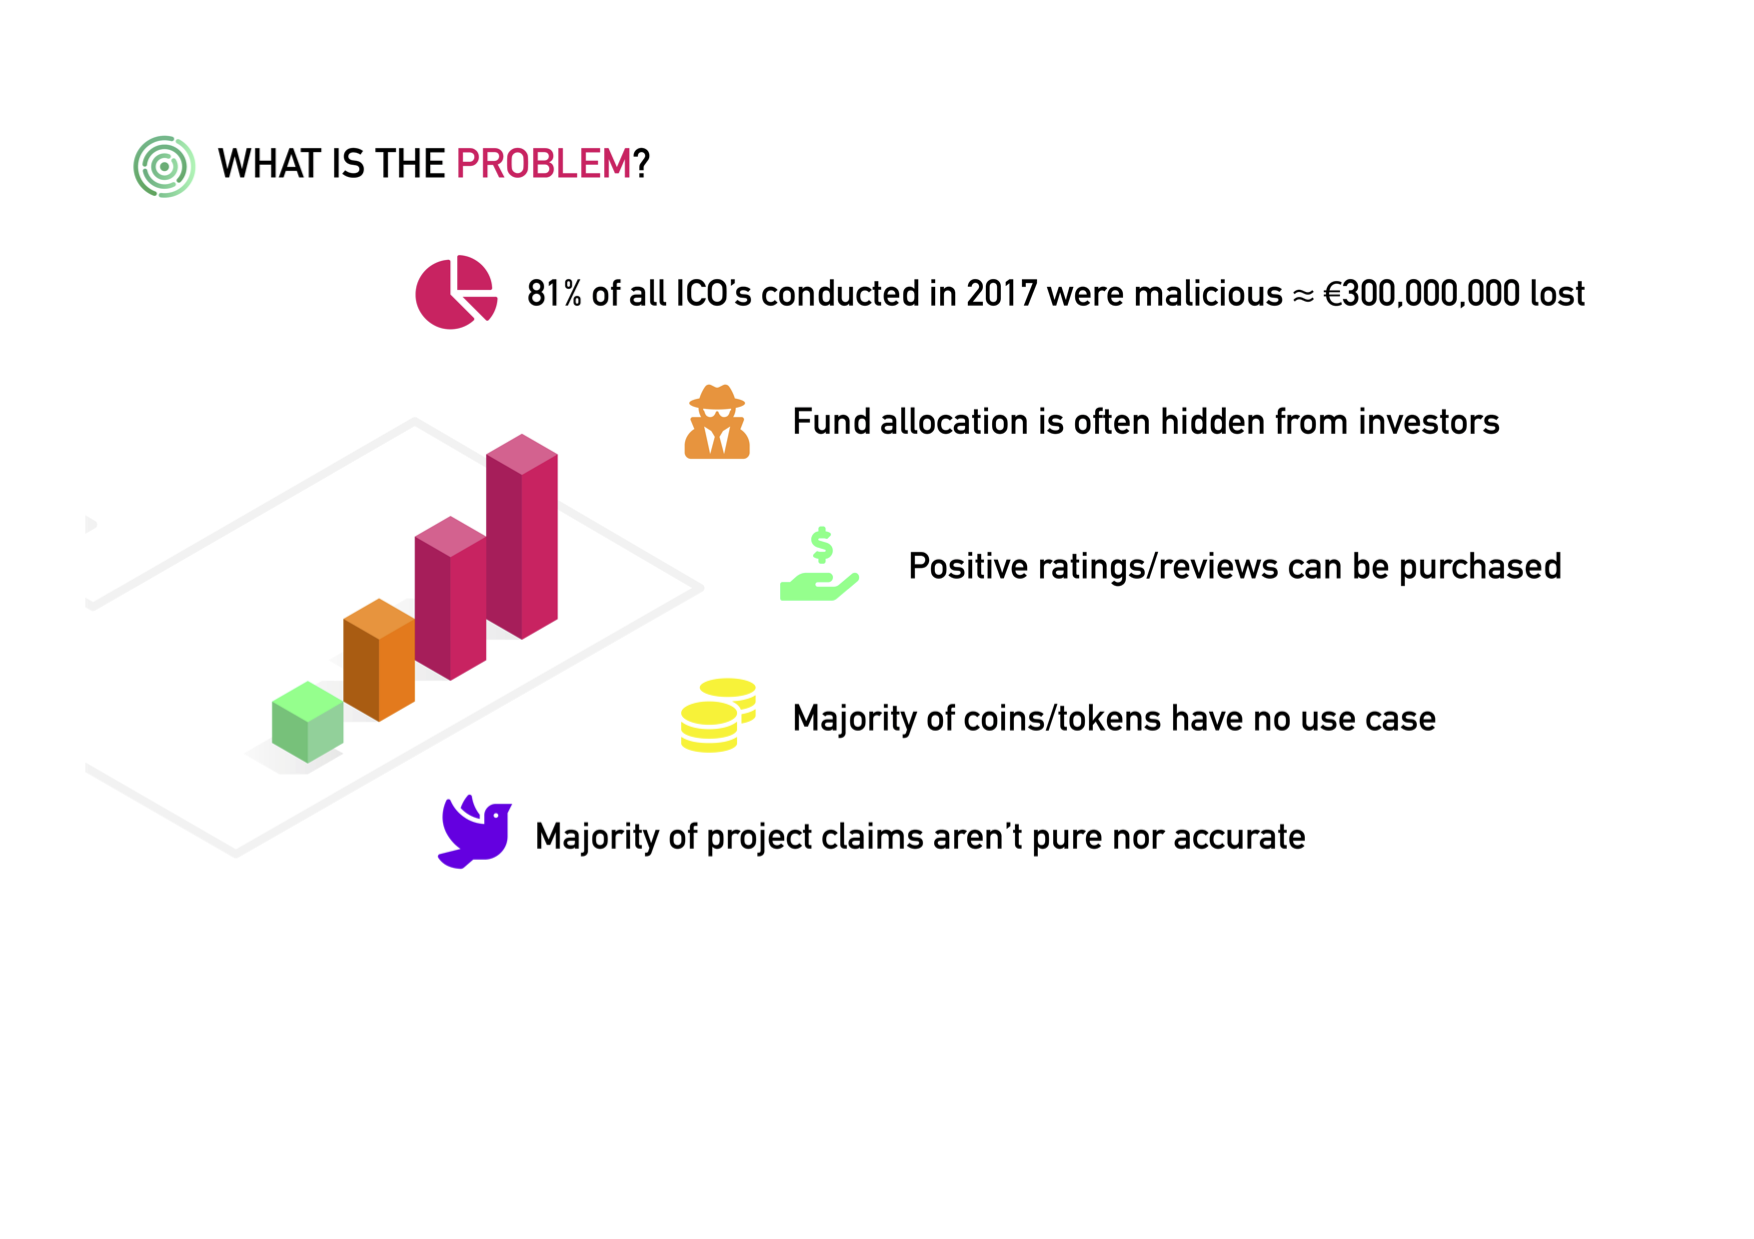 WHAT IS THE PROBLEM?
81% of all ICO’s conducted in 2017 were malicious ≈ €300,000,000 lost
Fund allocation is often hidden from investors
$
Positive ratings/reviews can be purchased
Majority of coins/tokens have no use case
Majority of project claims aren’t pure nor accurate